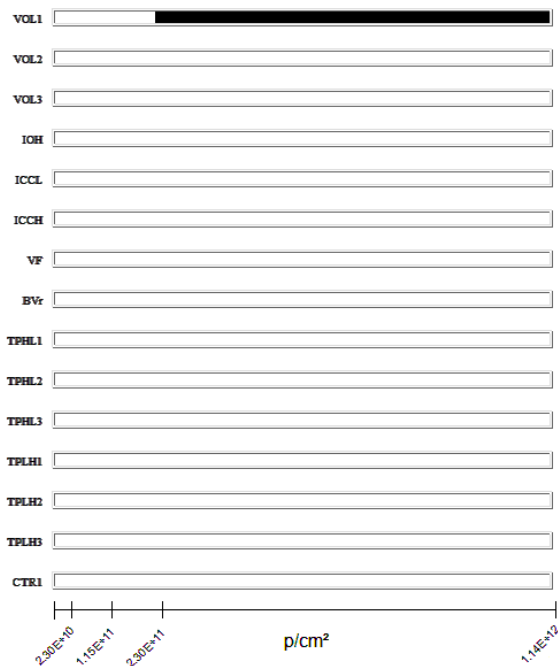 VOL1
VOL2
VOL3
IOH
ICCL
ICCH
VF
BVr
TPHL1
TPHL2
TPHL3
TPLH1
TPLH2
TPLH3
CTR1
2.30E+10 1.15E+11 2.30E+11 1.14E+12
p/cm²